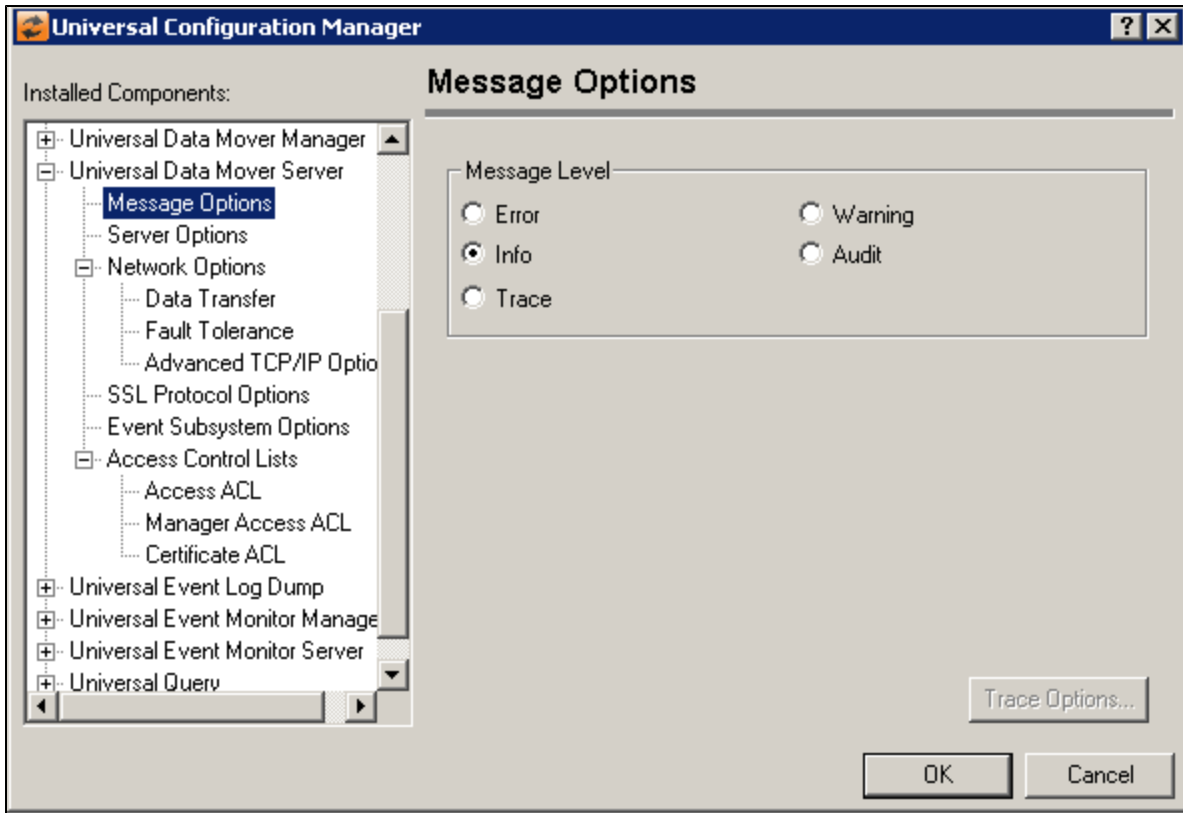 Universal Configuration Manager
Installed Components:
Universal Data Mover Manager
Universal Data Mover Server
Message Options
Server Options
Network Options
Data Transfer
Fault Tolerance
Advanced TCP/IP Optio
SSL Protocol Options
Event Subsystem Options
Access Control Lists
Access ACL
Manager Access ACL
Certificate ACL
Universal Event Log Dump
Universal Event Monitor Manage
Universal Event Monitor Server
Universal Query
Message Options
Message Level
Error
Warning
Info
Audit
Trace
Trace Options...
OK
Cancel